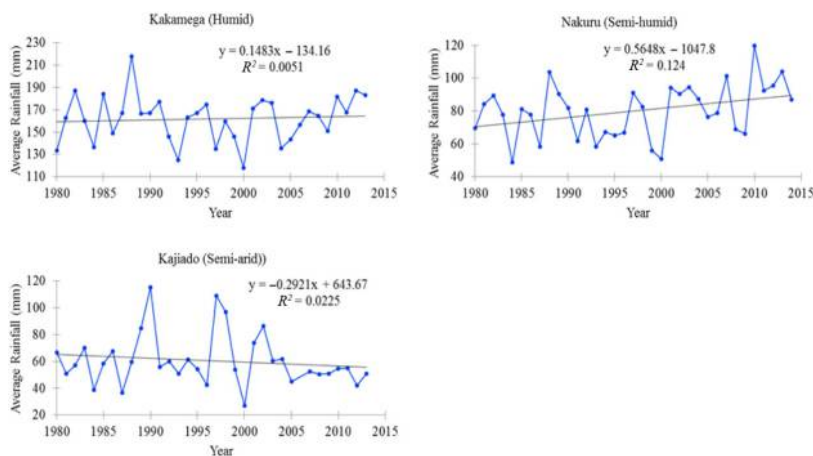 Kakamega (Humid)
y = 0.1483x − 134.16
R² = 0.0051
Average Rainfall (mm)
230
210
190
170
150
130
110
1980 1985 1990 1995 2000 2005 2010 2015
Year
Nakuru (Semi-humid)
y = 0.5648x − 1047.8
R² = 0.124
Average Rainfall (mm)
120
100
80
60
40
1980 1985 1990 1995 2000 2005 2010 2015
Year
Kajiado (Semi-arid))
y = −0.2921x + 643.67
R² = 0.0225
Average Rainfall (mm)
120
100
80
60
40
20
1980 1985 1990 1995 2000 2005 2010 2015
Year